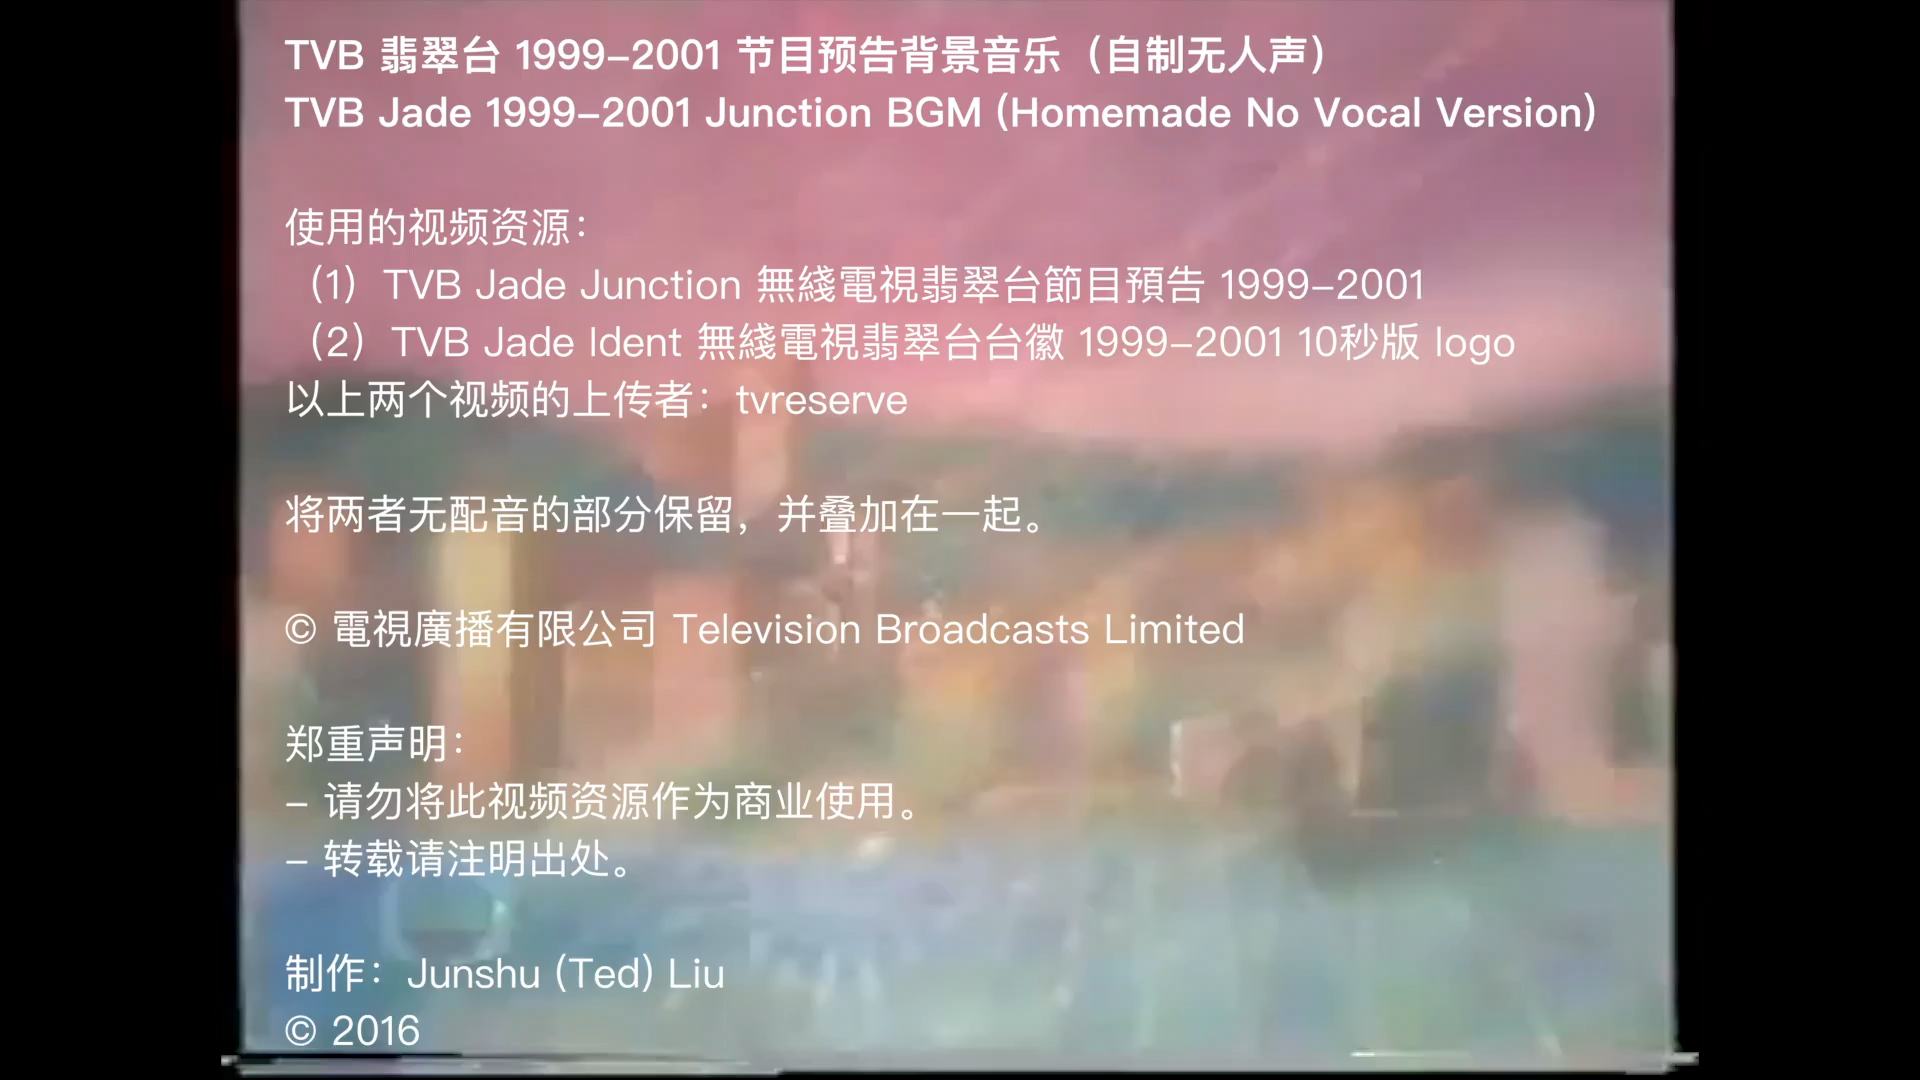 TVB 翡翠台 1999–2001 节目预告背景音乐（自制无人声）
TVB Jade 1999–2001 Junction BGM (Homemade No Vocal Version)
使用的视频资源：
（1）TVB Jade Junction 無綫電視翡翠台節目預告 1999–2001
（2）TVB Jade Ident 無綫電視翡翠台台徽 1999–2001 10秒版 logo
以上两个视频的上传者：tvreserve
将两者无配音的部分保留，并叠加在一起。
© 電視廣播有限公司 Television Broadcasts Limited
郑重声明：
– 请勿将此视频资源作为商业使用。
– 转载请注明出处。
制作：Junshu (Ted) Liu
© 2016